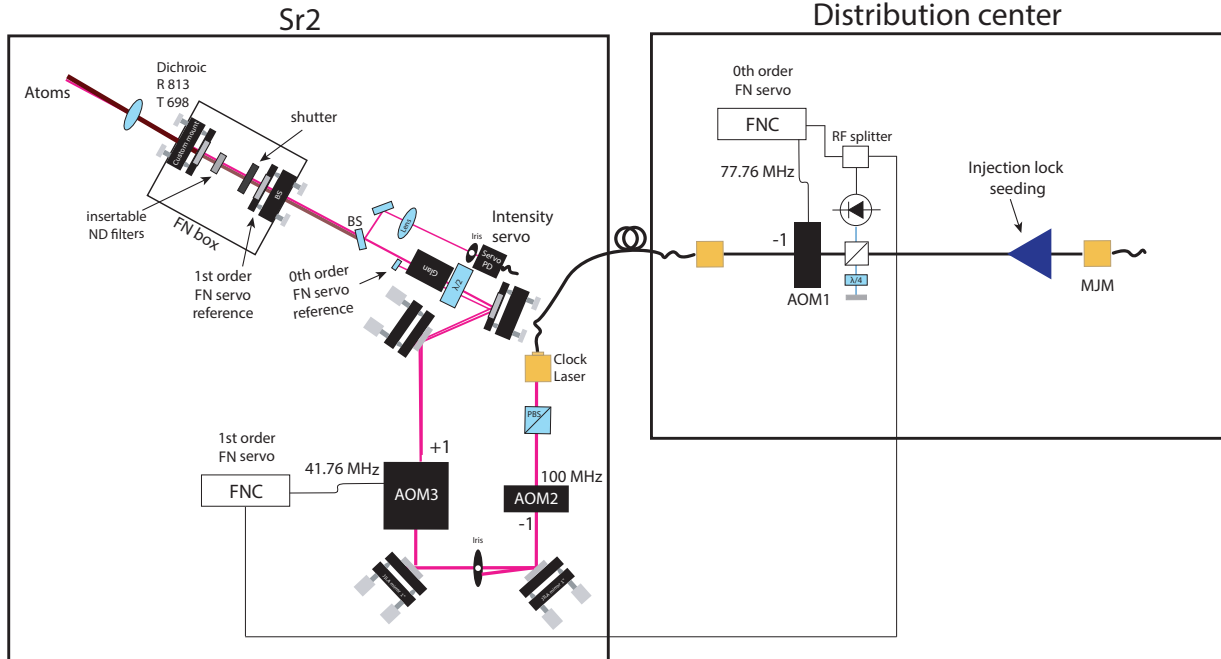 Sr2
Distribution center
Atoms
Dichroic
R 813
T 698
Custom mount
shutter
BS
insertable
ND filters
FN box
1st order
FN servo
reference
BS
Lens
Iris
Servo
PD
Intensity
servo
0th order
FN servo
reference
Glan
λ/2
Clock
Laser
PBS
100 MHz
AOM2
-1
Iris
1st order
FN servo
FNC
41.76 MHz
+1
AOM3
0th order
FN servo
FNC
77.76 MHz
RF splitter
-1
AOM1
λ/4
Injection lock
seeding
MJM